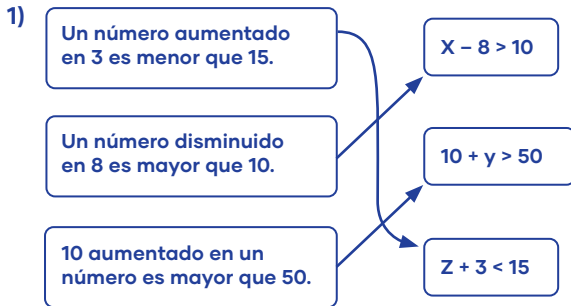 1)
Un número aumentado
en 3 es menor que 15.
X – 8 > 10
Un número disminuido
en 8 es mayor que 10.
10 + y > 50
10 aumentado en un
número es mayor que 50.
Z + 3 < 15